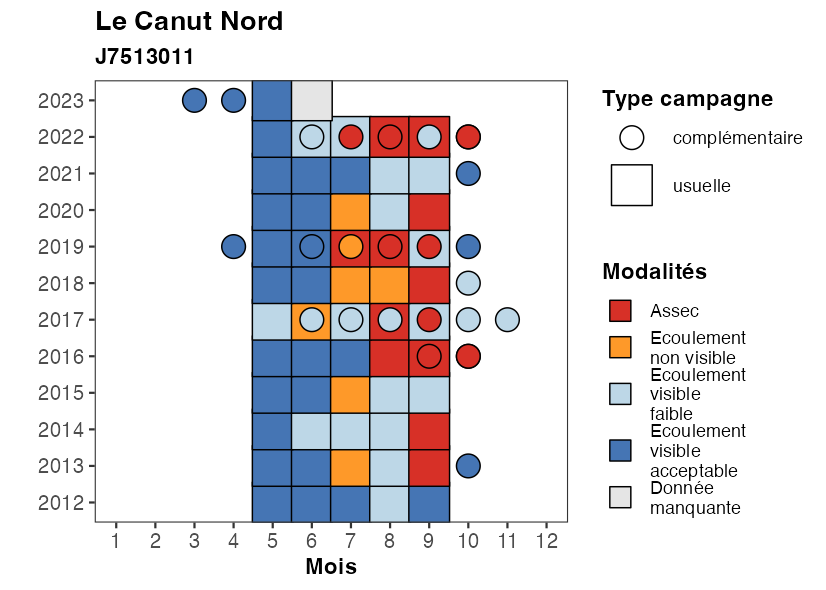 Le Canut Nord
J7513011
2023
2022
2021
2020
2019
2018
2017
2016
2015
2014
2013
2012
1 2 3 4 5 6 7 8 9 10 11 12
Mois
Type campagne
complémentaire
usuelle
Modalités
Assec
Ecoulement
non visible
Ecoulement
visible
faible
Ecoulement
visible
acceptable
Donnée
manquante